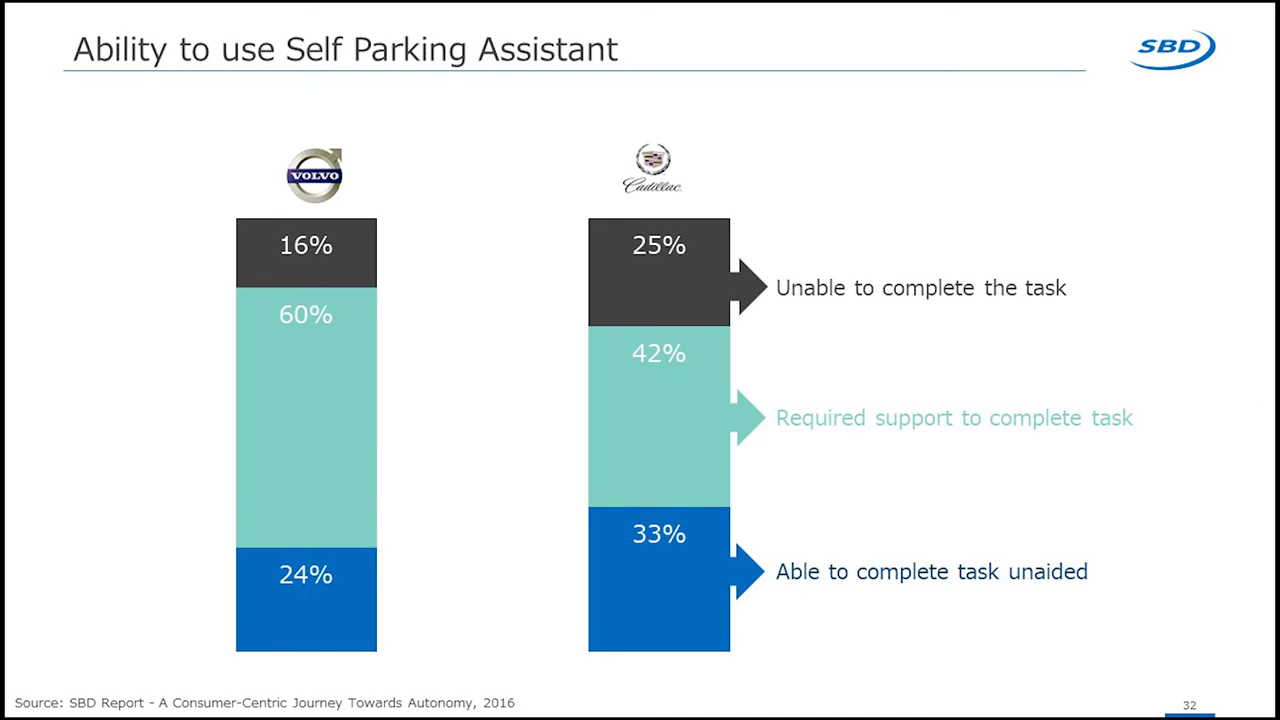 Ability to use Self Parking Assistant
SBD
VOLVO
Cadillac
16%
60%
24%
25%
42%
33%
Unable to complete the task
Required support to complete task
Able to complete task unaided
Source: SBD Report - A Consumer-Centric Journey Towards Autonomy, 2016
32